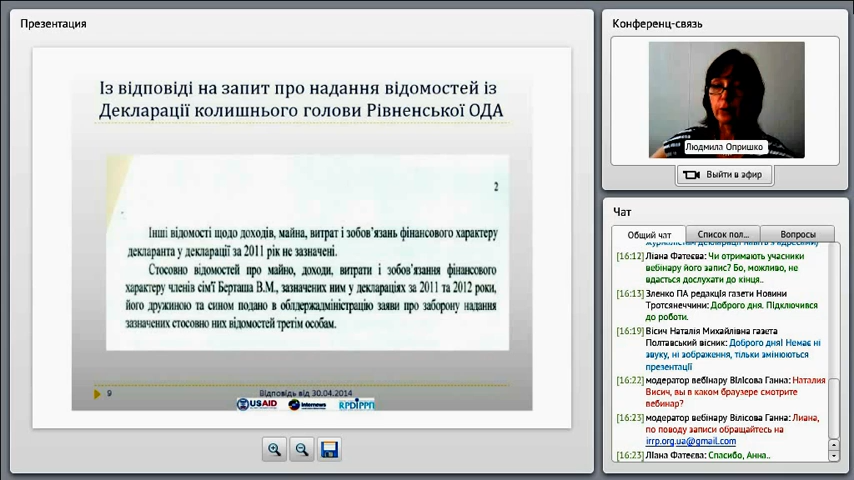 Презентация
Із відповіді на запит про надання відомостей із
Декларації колишнього голови Рівненської ОДА
2
Інші відомості щодо доходів, майна, витрат і зобов'язань фінансового характеру
декларанта у декларації за 2011 рік не зазначені.
Стосовно відомостей про майно, доходи, витрати і зобов'язання фінансового
характеру членів сім'ї Берташа В.М., зазначених ним у деклараціях за 2011 та 2012 роки,
його дружиною та сином подано в облдержадміністрацію заяви про заборону надання
зазначених стосовно них відомостей третім особам.
9
Відповідь від 30.04.2014
USAID
Internews
Конференц-связь
Людмила Опришко
Выйти в эфир
Чат
Общий чат
Список пол...
Вопросы
[16:12] Ліана Фатєєва: Чи отримають учасники
вебінару його запис? Бо, можливо, не
вдасться дослухати до кінця..
[16:13] Зленко ПА редакція газети Новини
Тротсянеччини: Доброго дня. Підключився
до роботи.
[16:19] Вісич Наталія Михайлівна газета
Полтавський вісник: Доброго дня! Немає ні
звуку, ні зображення, тільки змінюються
презентації
[16:22] модератор вебінару Вілісова Ганна: Наталия
Висич, вы в каком браузере смотрите
вебинар?
[16:23] модератор вебінару Вілісова Ганна: Лиана,
по поводу записи обращайтесь на
irrp.org.ua@gmail.com
[16:23] Ліана Фатєєва: Спасибо, Анна..